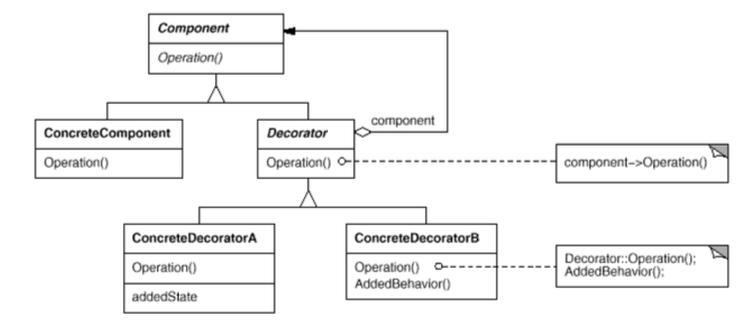 Component
Operation()
component
ConcreteComponent
Operation()
Decorator
Operation()
component->Operation()
ConcreteDecoratorA
Operation()
addedState
ConcreteDecoratorB
Operation()
AddedBehavior()
Decorator::Operation();
AddedBehavior();